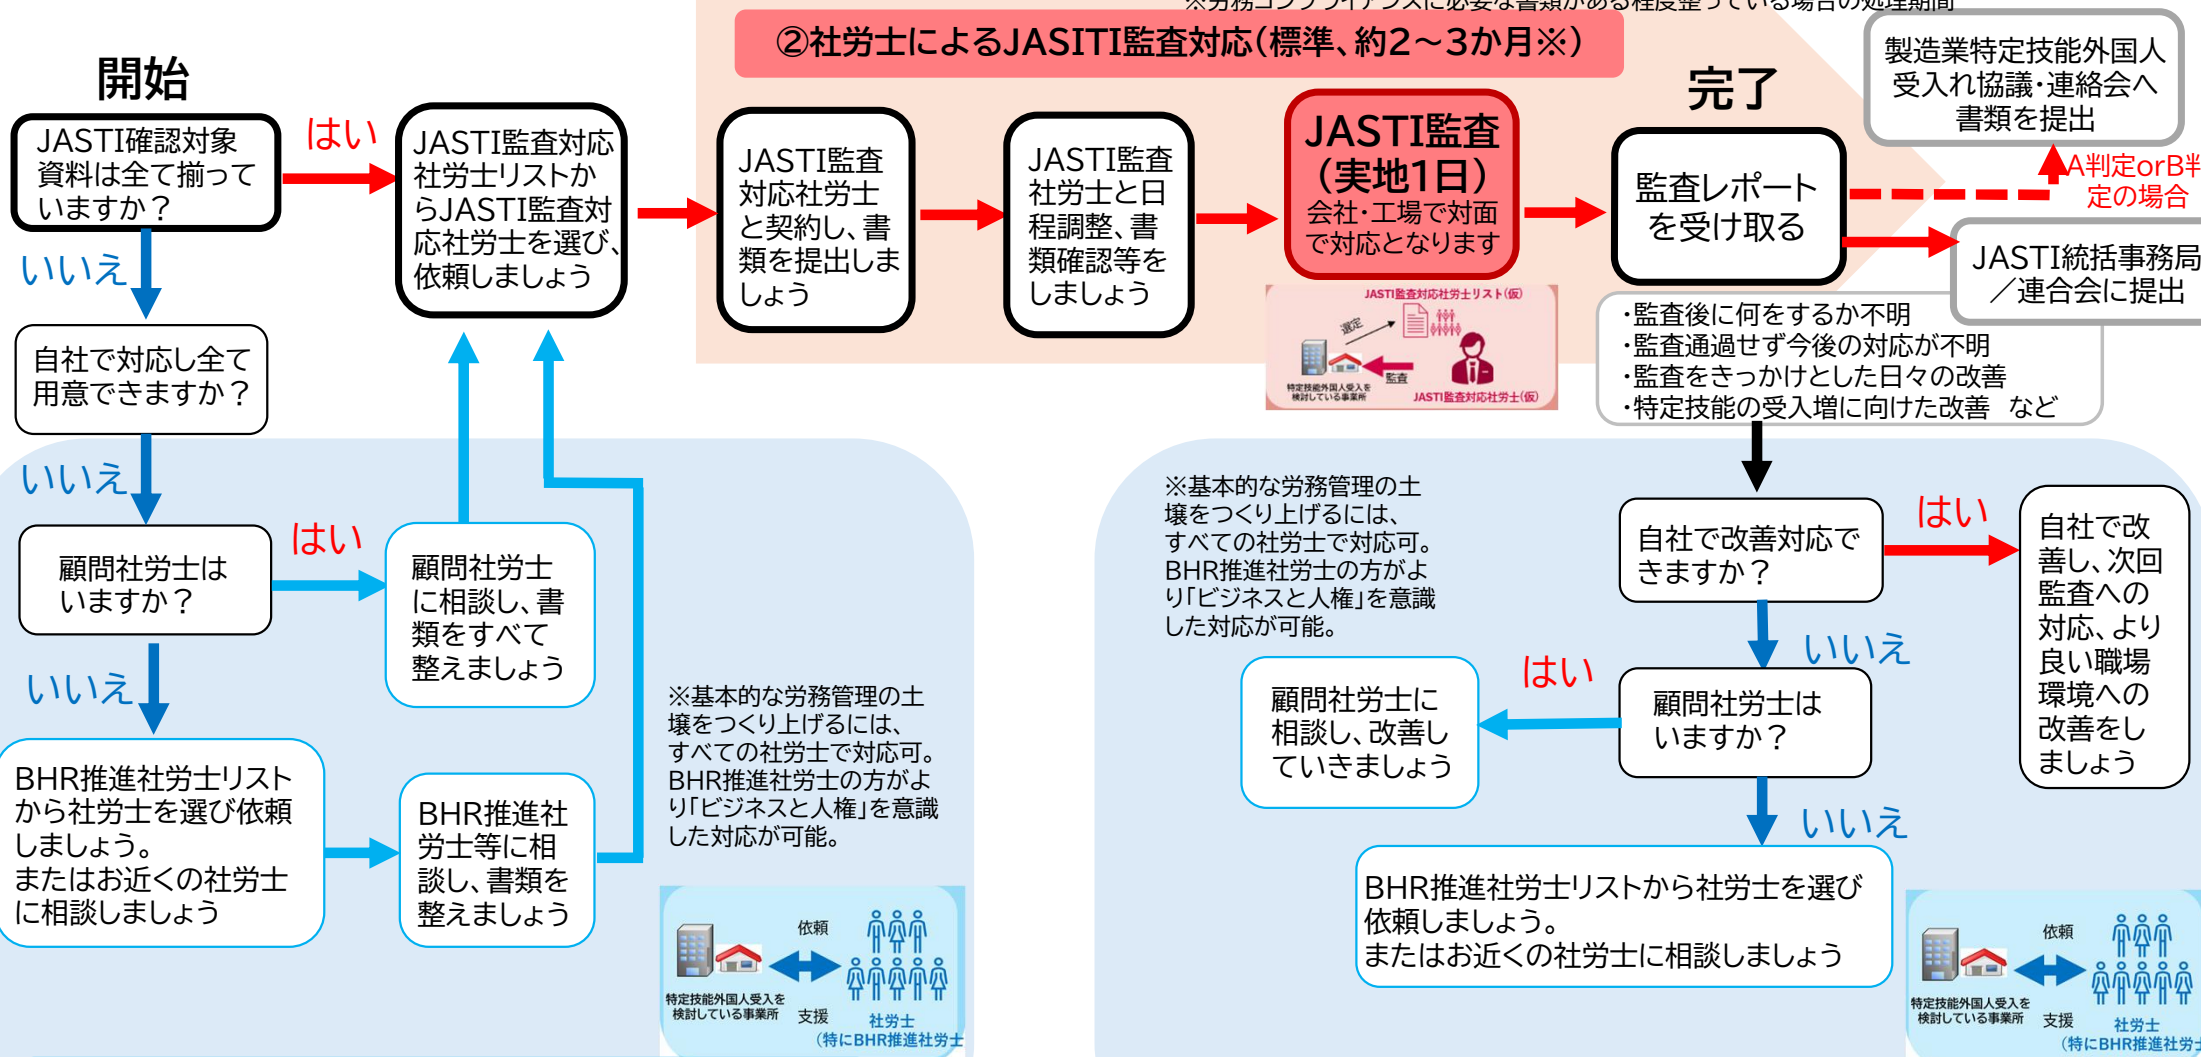 ※労務コンプライアンスに必要な書類がある程度整っている場合の処理期間
②社労士によるJASITI監査対応(標準、約2～3か月※)
開始
JASTI確認対象
資料は全て揃って
いますか？
はい
いいえ
JASTI監査対応
社労士リストか
らJASTI監査対
応社労士を選び、
依頼しましょう
JASTI監査
対応社労士
と契約し、書
類を提出しま
しょう
JASTI監査
社労士と日
程調整、書
類確認等を
しましょう
JASTI監査
（実地1日）
会社・工場で対面
で対応となります
完了
監査レポート
を受け取る
製造業特定技能外国人
受入れ協議・連絡会へ
書類を提出
A判定orB判
定の場合
JASTI統括事務局
／連合会に提出
JASTI監査対応社労士リスト(仮)
選定
監査
特定技能外国人受入を
検討している事業所
JASTI監査対応社労士(仮)
・監査後に何をするか不明
・監査通過せず今後の対応が不明
・監査をきっかけとした日々の改善
・特定技能の受入増に向けた改善　など
自社で対応し全て
用意できますか？
いいえ
顧問社労士は
いますか？
はい
いいえ
顧問社労士
に相談し、書
類をすべて
整えましょう
BHR推進社労士リスト
から社労士を選び依頼
しましょう。
またはお近くの社労士
に相談しましょう
BHR推進社
労士等に相
談し、書類を
整えましょう
※基本的な労務管理の土
壌をつくり上げるには、
すべての社労士で対応可。
BHR推進社労士の方がよ
り「ビジネスと人権」を意識
した対応が可能。
依頼
支援
特定技能外国人受入を
検討している事業所
社労士
（特にBHR推進社労士
※基本的な労務管理の土
壌をつくり上げるには、
すべての社労士で対応可。
BHR推進社労士の方がよ
り「ビジネスと人権」を意識
した対応が可能。
自社で改善対応で
きますか？
はい
いいえ
自社で改
善し、次回
監査への
対応、より
良い職場
環境への
改善をし
ましょう
顧問社労士は
いますか？
はい
いいえ
顧問社労士に
相談し、改善し
ていきましょう
BHR推進社労士リストから社労士を選び
依頼しましょう。
またはお近くの社労士に相談しましょう
依頼
支援
特定技能外国人受入を
検討している事業所
社労士
（特にBHR推進社労士